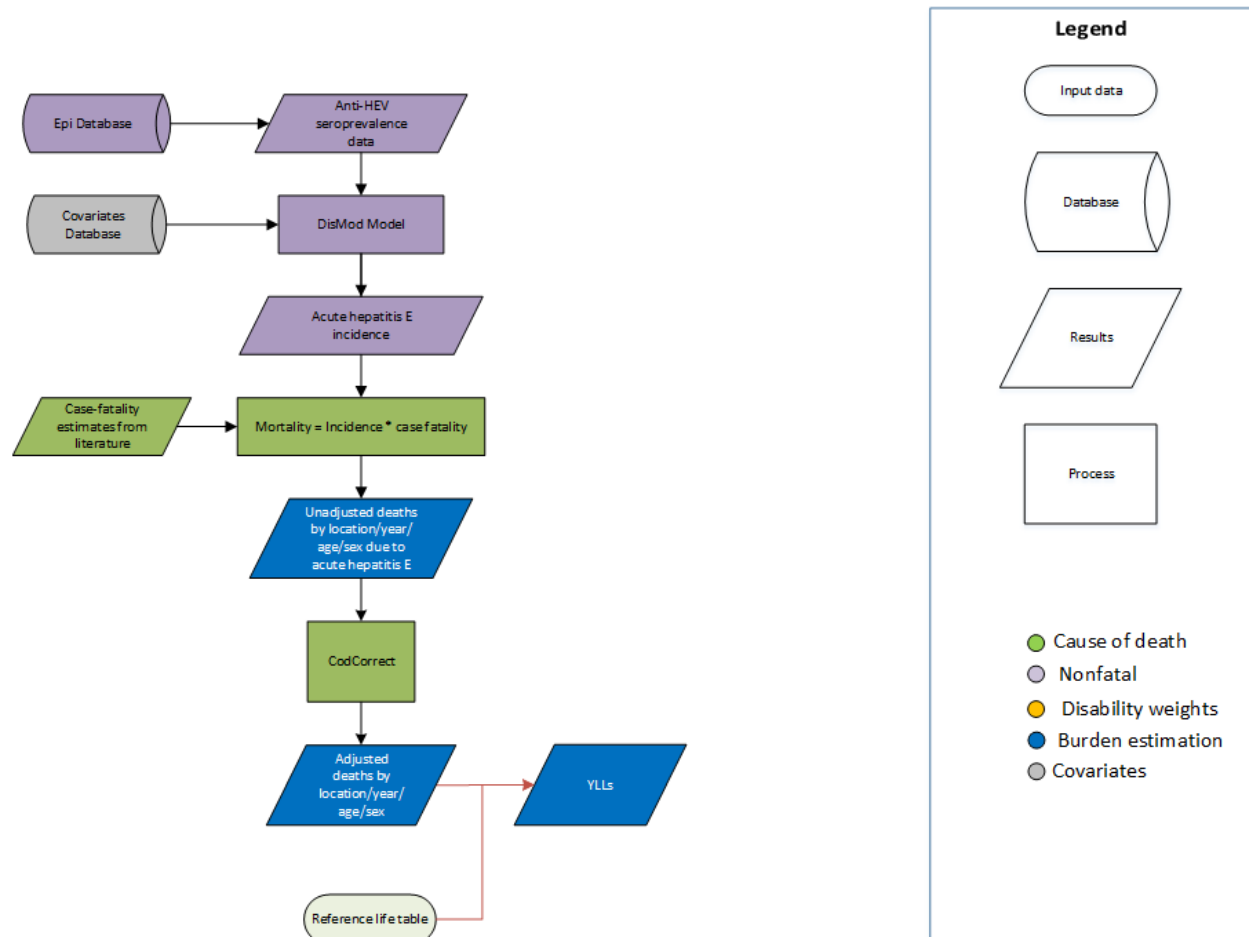 Epi Database
Anti-HEV
seroprevalence
data
Covariates
Database
DisMod Model
Acute hepatitis E
incidence
Case-fatality
estimates from
literature
Mortality = Incidence * case fatality
Unadjusted deaths
by location/year/
age/sex due to
acute hepatitis E
CodCorrect
Adjusted
deaths by
location/year/
age/sex
YLLs
Reference life table
Legend
Input data
Database
Results
Process
Cause of death
Nonfatal
Disability weights
Burden estimation
Covariates